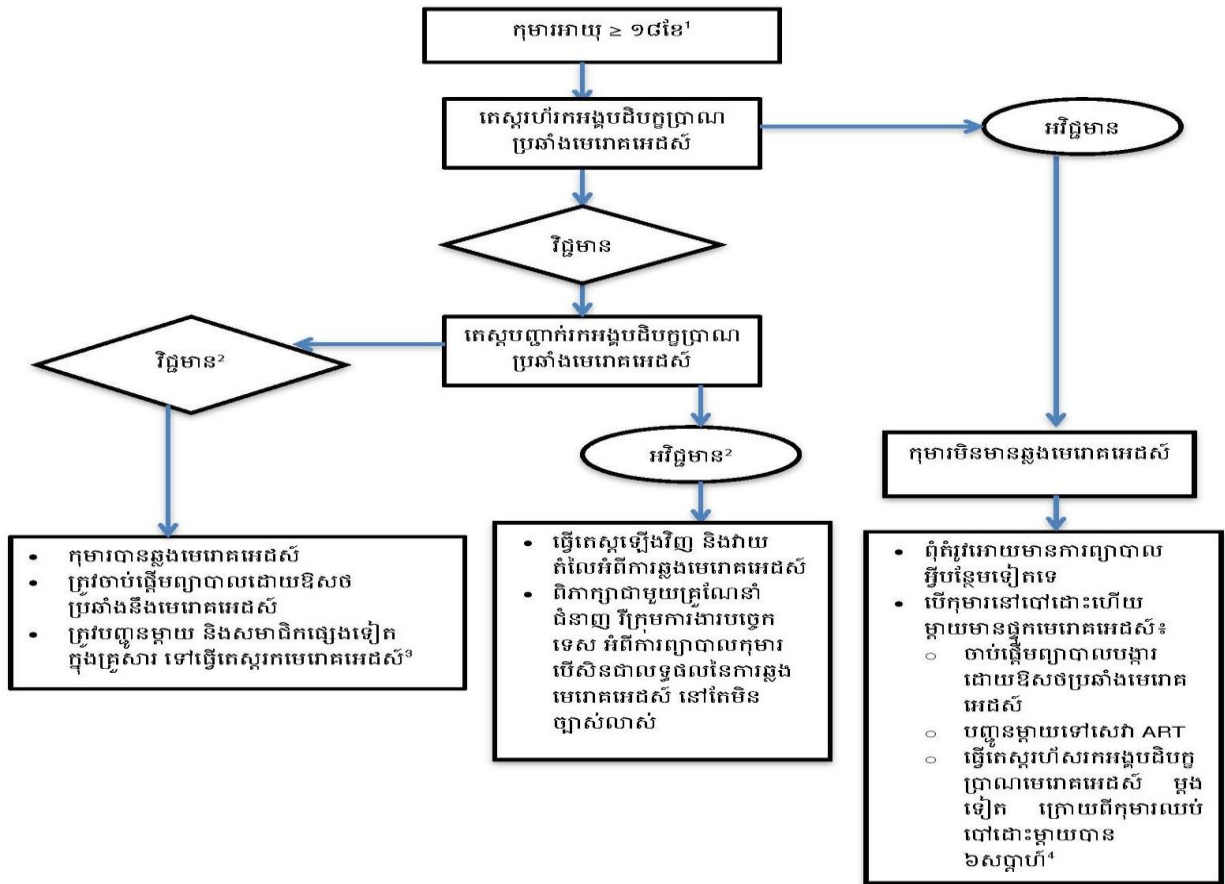 កុមារអាយុ ≥ ១៨ខែ¹
តេស្តរហ័រកអង្គបដិបក្ខប្រាណ
ប្រឆាំងមេរោគអេដស៍
អវិជ្ជមាន
វិជ្ជមាន
តេស្តបញ្ជាក់រកអង្គបដិបក្ខប្រាណ
ប្រឆាំងមេរោគអេដស៍
វិជ្ជមាន²
អវិជ្ជមាន²
កុមារមិនមានឆ្លងមេរោគអេដស៍
• កុមារបានឆ្លងមេរោគអេដស៍
• ត្រូវចាប់ផ្តើមព្យាបាលដោយឱសថ
ប្រឆាំងនឹងមេរោគអេដស៍
• ត្រូវបញ្ជូនម្តាយ និងសមាជិកផ្សេងទៀត
ក្នុងគ្រួសារ ទៅធ្វើតេស្តរកមេរោគអេដស៍³
• ធ្វើតេស្តឡើងវិញ និងវាយ
តំលៃអំពីការឆ្លងមេរោគអេដស៍
• ពិភាក្សាជាមួយគ្រូណែនាំ
ជំនាញ រឺក្រុមការងារបច្ចេក
ទេស អំពីការព្យាបាលកុមារ
បើសិនជាលទ្ធផលនៃការឆ្លង
មេរោគអេដស៍ នៅតែមិន
ច្បាស់លាស់
• ពុំតំរូវអោយមានការព្យាបាល
អ្វីបន្ថែមទៀតទេ
• បើកុមារនៅបៅដោះហើយ
ម្តាយមានផ្ទុកមេរោគអេដស៍៖
○ ចាប់ផ្តើមព្យាបាលបង្ការ
ដោយឱសថប្រឆាំងមេរោគ
អេដស៍
○ បញ្ជូនម្តាយទៅសេវា ART
○ ធ្វើតេស្តរហ័សរកអង្គបដិបក្ខ
ប្រាណមេរោគអេដស៍ ម្តង
ទៀត ក្រោយពីកុមារឈប់
បៅដោះម្តាយបាន
៦សប្តាហ៍⁴